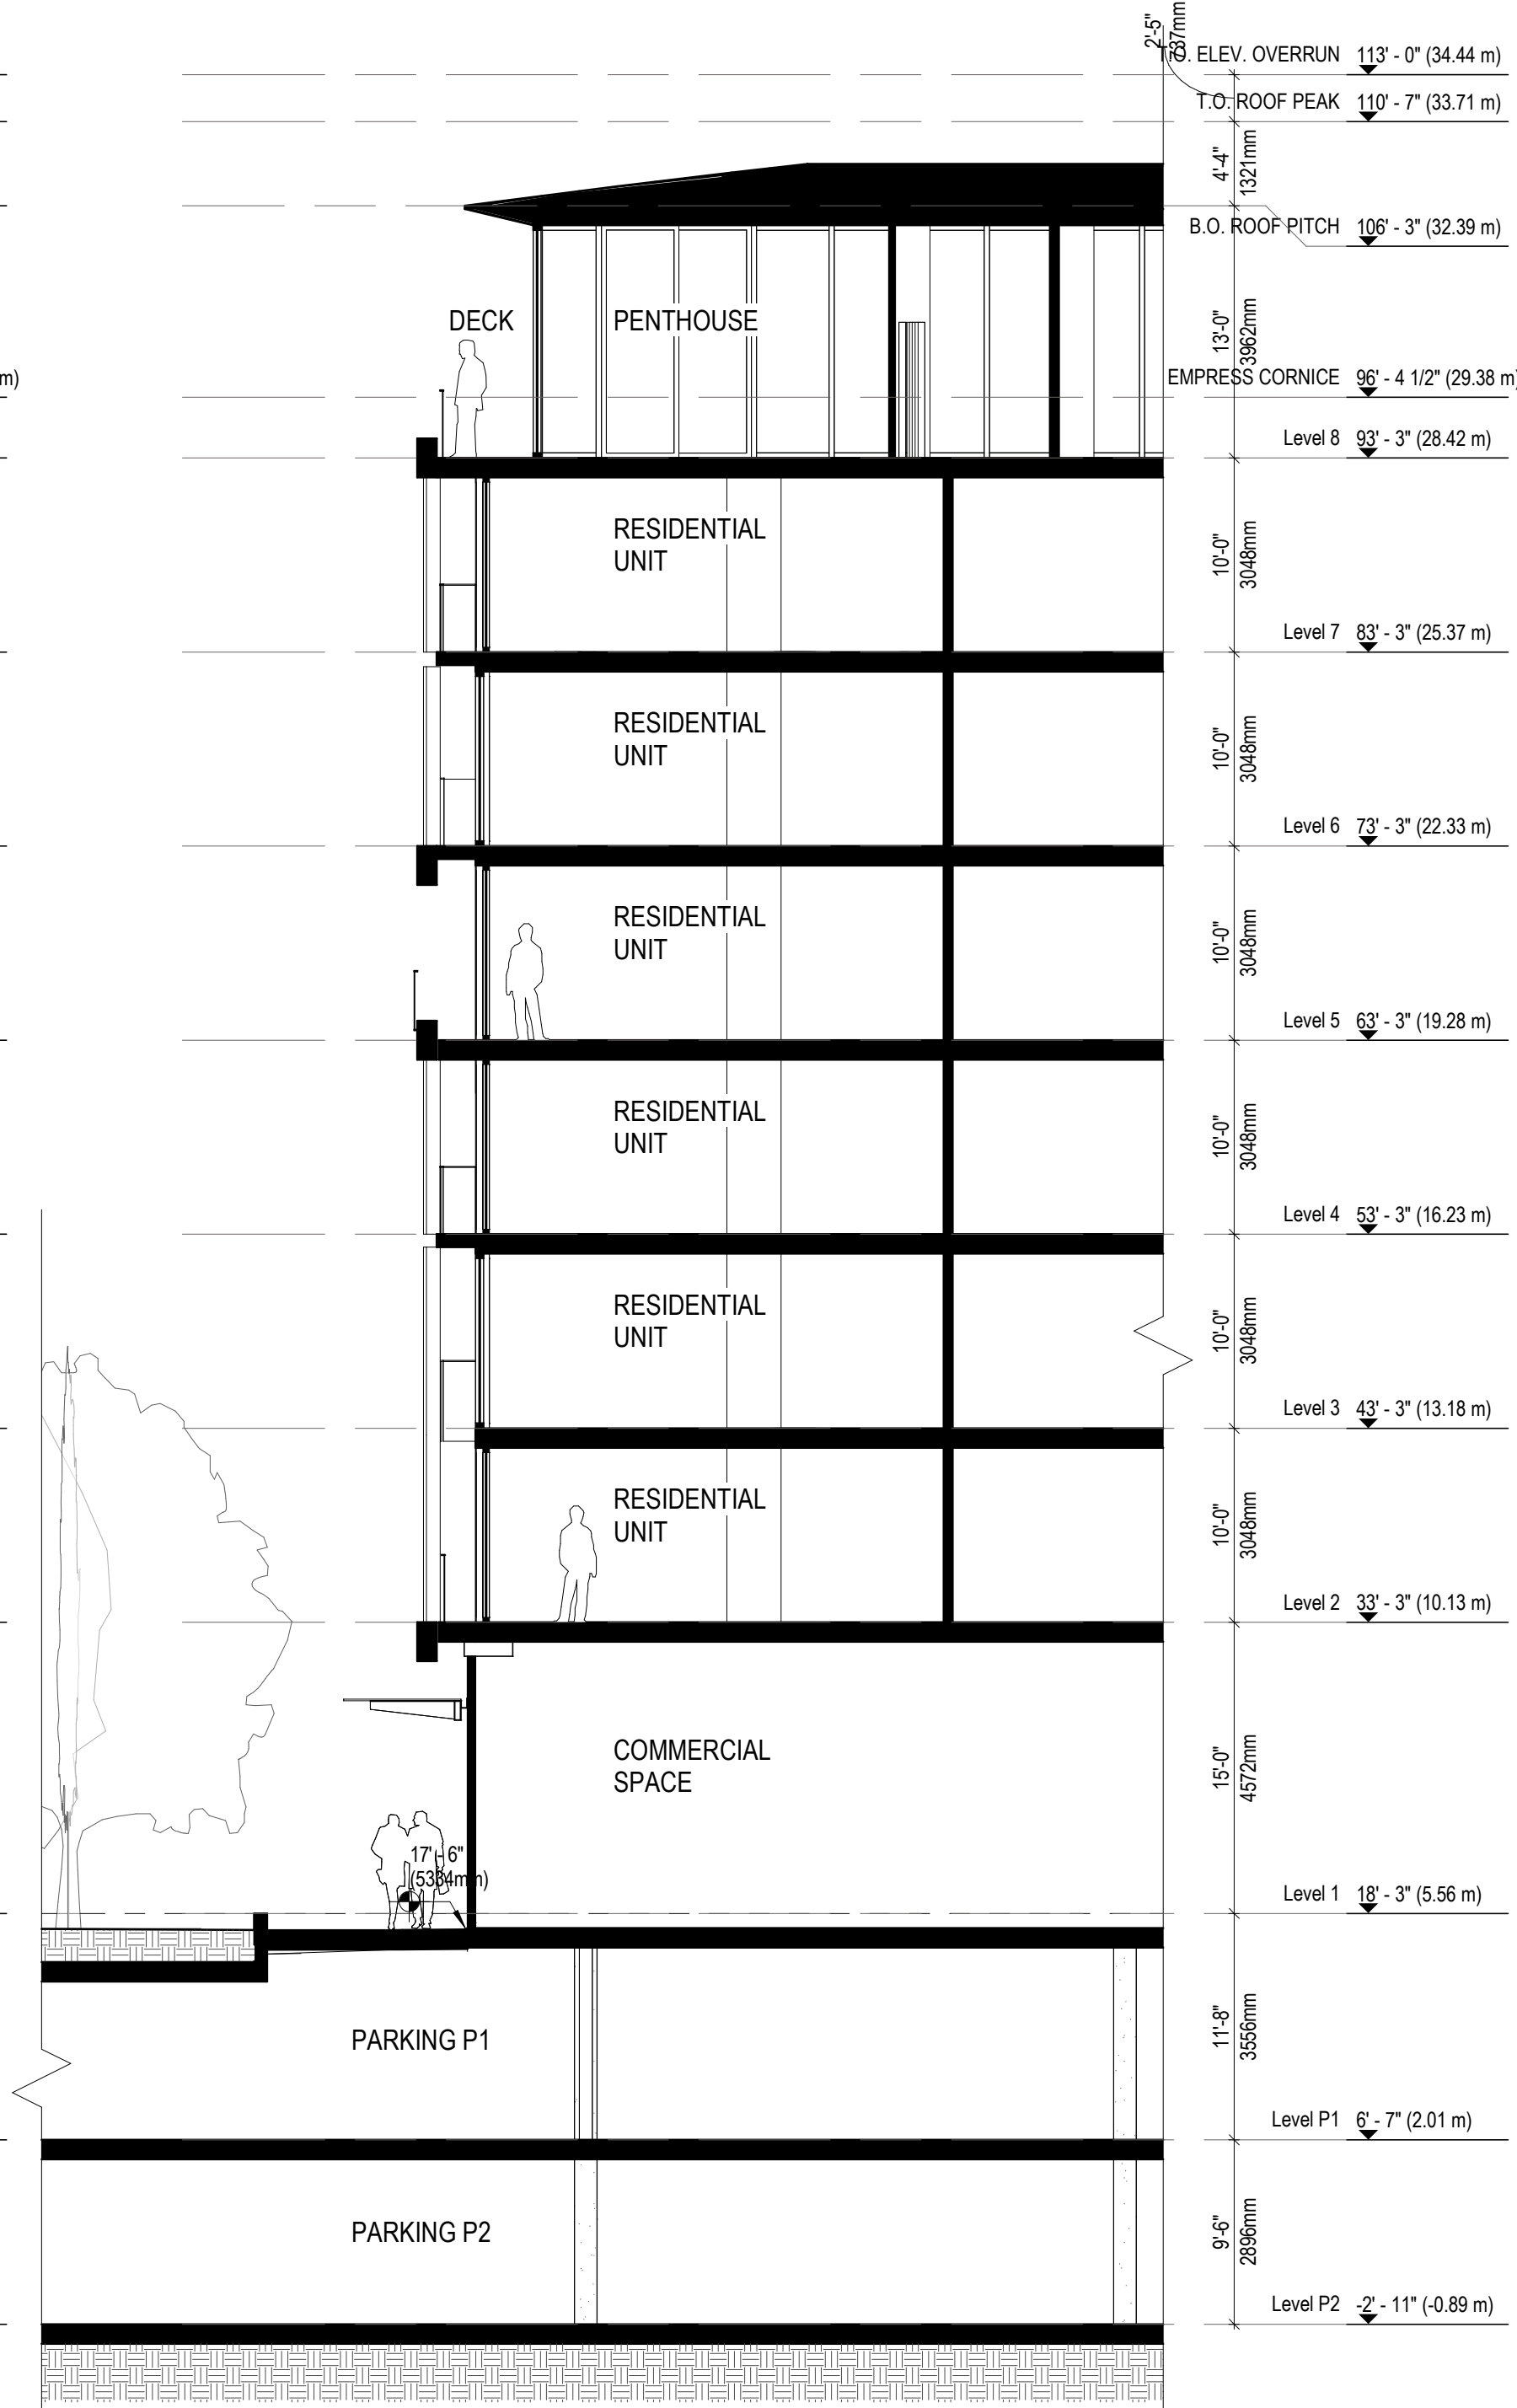 2'-5"
737mm
T.O. ELEV. OVERRUN 113' - 0" (34.44 m)
T.O. ROOF PEAK 110' - 7" (33.71 m)
4'-4"
1321mm
B.O. ROOF PITCH 106' - 3" (32.39 m)
DECK PENTHOUSE
13'-0"
3962mm
m)
EMPRESS CORNICE 96' - 4 1/2" (29.38 m)
Level 8 93' - 3" (28.42 m)
RESIDENTIAL
UNIT
10'-0"
3048mm
Level 7 83' - 3" (25.37 m)
RESIDENTIAL
UNIT
10'-0"
3048mm
Level 6 73' - 3" (22.33 m)
RESIDENTIAL
UNIT
10'-0"
3048mm
Level 5 63' - 3" (19.28 m)
RESIDENTIAL
UNIT
10'-0"
3048mm
Level 4 53' - 3" (16.23 m)
RESIDENTIAL
UNIT
10'-0"
3048mm
Level 3 43' - 3" (13.18 m)
RESIDENTIAL
UNIT
10'-0"
3048mm
Level 2 33' - 3" (10.13 m)
COMMERCIAL
SPACE
15'-0"
4572mm
17' - 6"
(5334mm)
Level 1 18' - 3" (5.56 m)
PARKING P1
11'-8"
3556mm
Level P1 6' - 7" (2.01 m)
PARKING P2
9'-6"
2896mm
Level P2 -2' - 11" (-0.89 m)